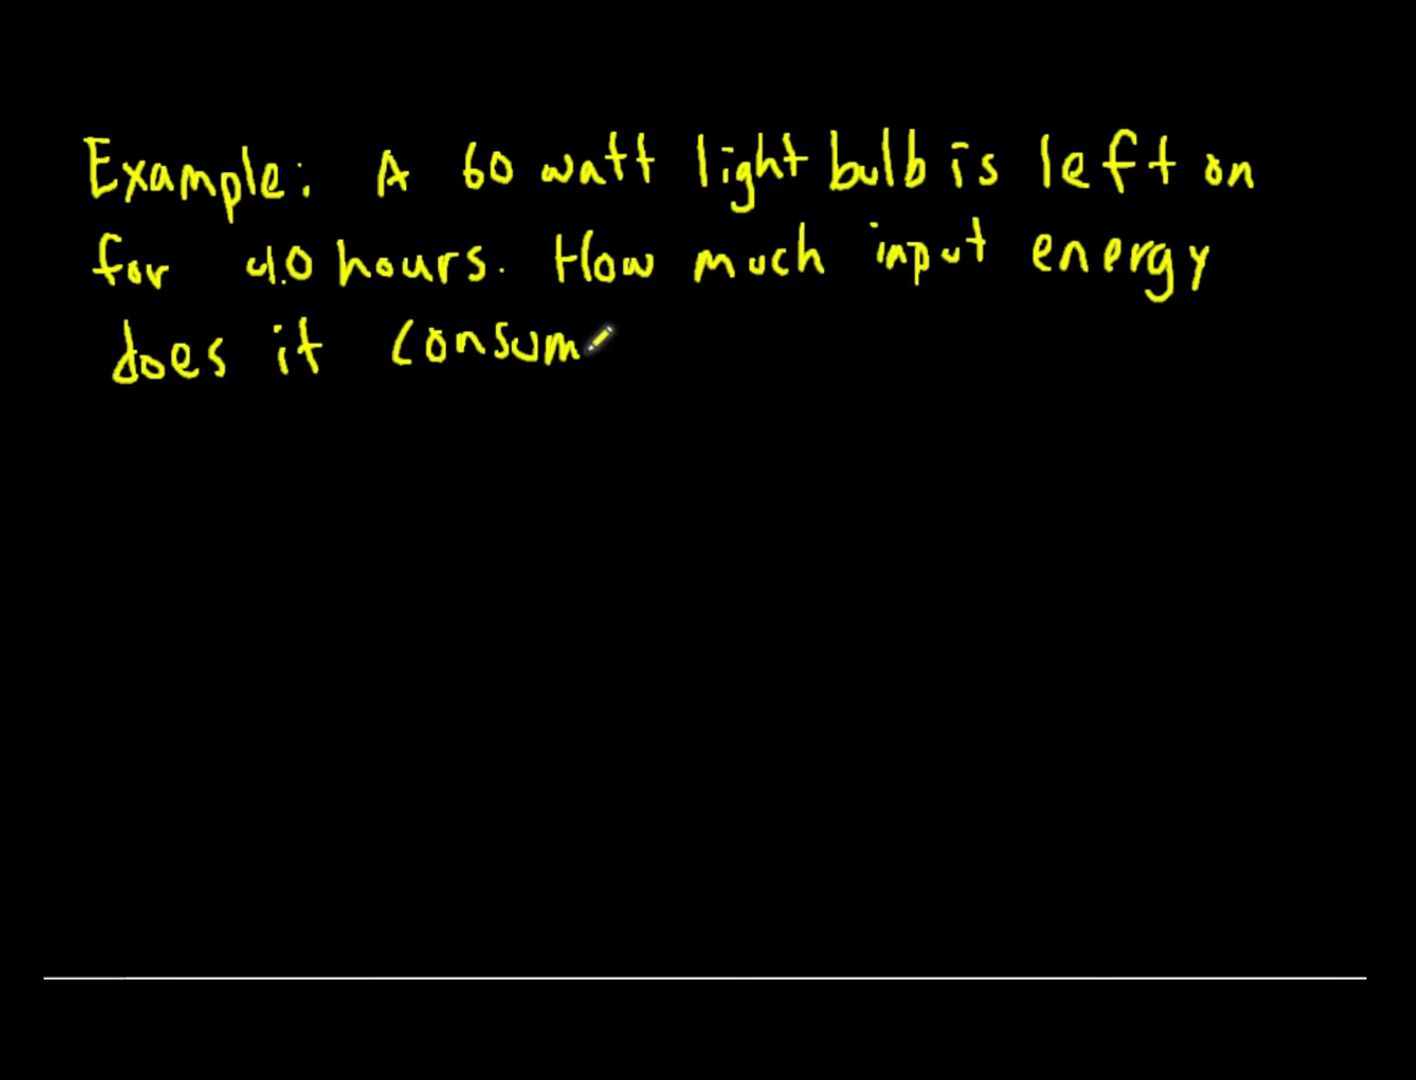 Example: A 60 watt light bulb is left on
for 4.0 hours. How much input energy
does it consum